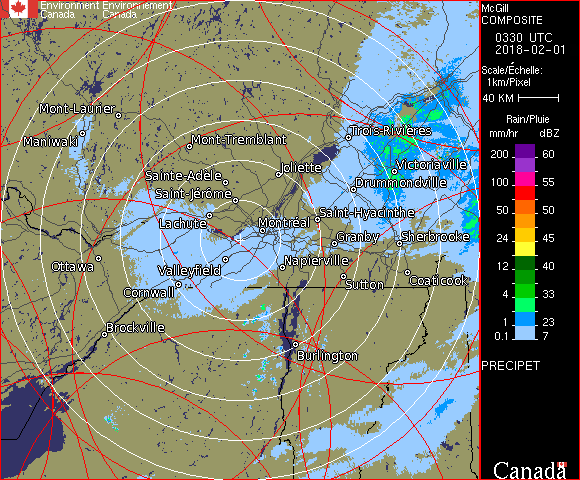 Environment Environnement
Canada Canada
McGill
COMPOSITE
0330 UTC
2018-02-01
Scale/Échelle:
1km/Pixel
40 KM
Rain/Pluie
mm/hr dBZ
200 60
100 55
50 50
24 45
12 40
4 33
1 23
0.1 7
PRECIPET
Canada
Mont-Laurier
Maniwaki
Mont-Tremblant
Trois-Rivières
Sainte-Adèle
Joliette
Victoriaville
Saint-Jérôme
Drummondville
Lachute
Montréal
Saint-Hyacinthe
Granby
Sherbrooke
Ottawa
Valleyfield
Napierville
Cornwall
Sutton
Coaticook
Brockville
Burlington